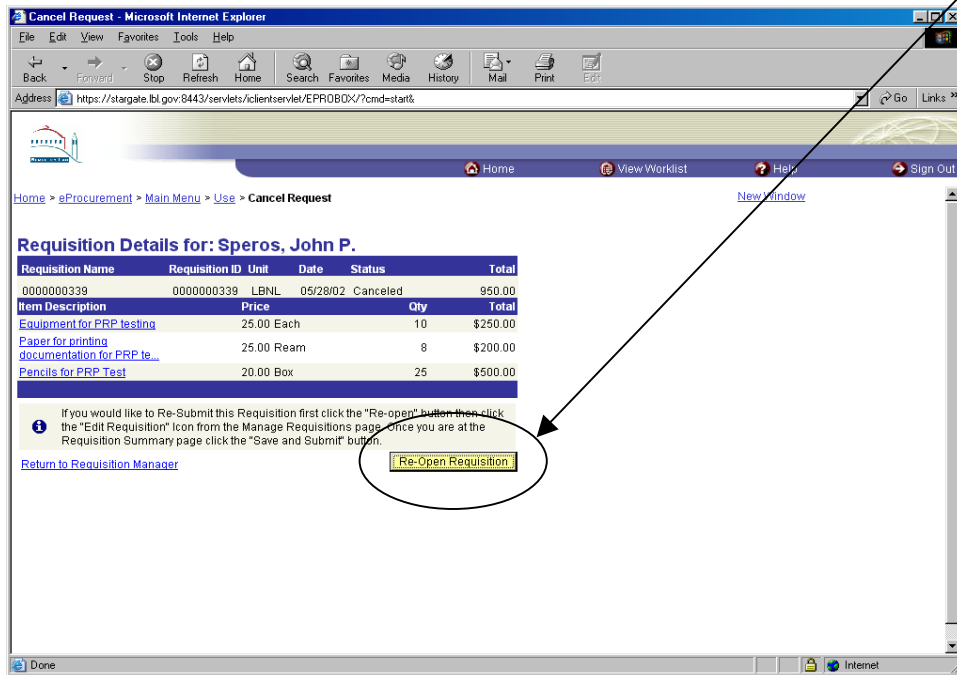 Cancel Request - Microsoft Internet Explorer
File Edit View Favorites Tools Help
Back Forward Stop Refresh Home Search Favorites Media History Mail Print Edit
Address https://stargate.lbl.gov:8443/servlets/iclientservlet/EPROBOX/?cmd=start& Go Links »
Home View Worklist Help Sign Out
Home > eProcurement > Main Menu > Use > Cancel Request New Window
Requisition Details for: Speros, John P.
Requisition Name Requisition ID Unit Date Status Total
0000000339 0000000339 LBNL 05/28/02 Canceled 950.00
Item Description Price Qty Total
Equipment for PRP testing 25.00 Each 10 $250.00
Paper for printing
documentation for PRP te... 25.00 Ream 8 $200.00
Pencils for PRP Test 20.00 Box 25 $500.00
If you would like to Re-Submit this Requisition first click the "Re-open" button then click
the "Edit Requisition" Icon from the Manage Requisitions page. Once you are at the
Requisition Summary page click the "Save and Submit" button.
Return to Requisition Manager Re-Open Requisition
Done Internet